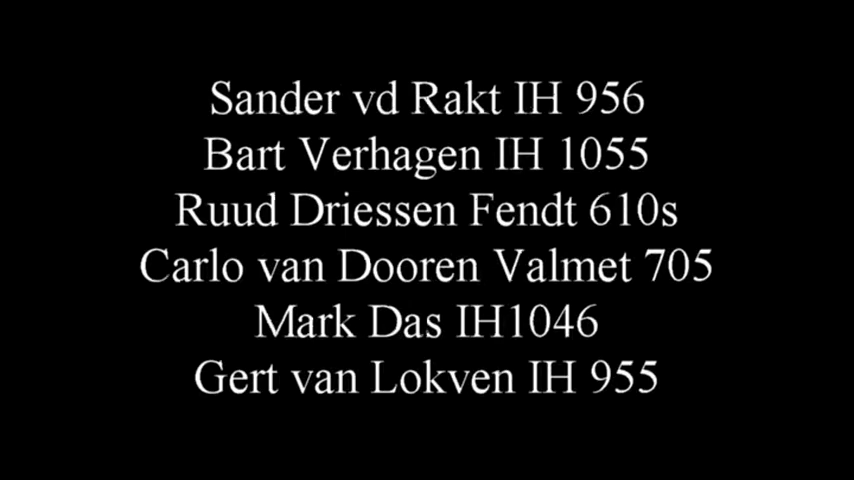 Sander vd Rakt IH 956
Bart Verhagen IH 1055
Ruud Driessen Fendt 610s
Carlo van Dooren Valmet 705
Mark Das IH1046
Gert van Lokven IH 955